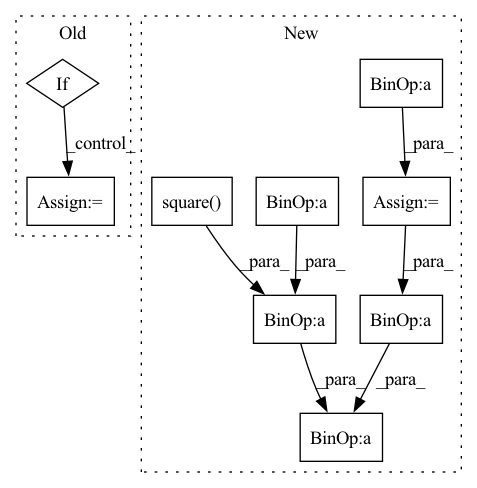 Old
New
If
BinOp:a
_control_
_para_
Assign:=
square()
BinOp:a
Assign:=
_para_
_para_
_para_
BinOp:a
BinOp:a
_para_
_para_
BinOp:a